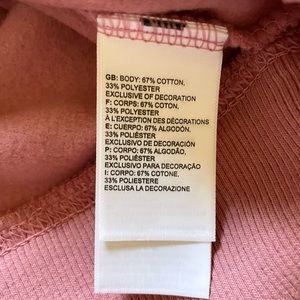 GB: BODY: 67% COTTON,
33% POLYESTER
EXCLUSIVE OF DECORATION
F: CORPS: 67% COTON,
33% POLYESTER
À L'EXCEPTION DES DÉCORATIONS
E: CUERPO: 67% ALGODÓN.
33% POLIÉSTER
EXCLUSIVO DE DECORACIÓN
P: CORPO: 67% ALGODÃO,
33% POLIÉSTER
EXCLUSIVO PARA DECORAÇÃO
I: CORPO: 67% COTONE,
33% POLIESTERE
ESCLUSA LA DECORAZIONE